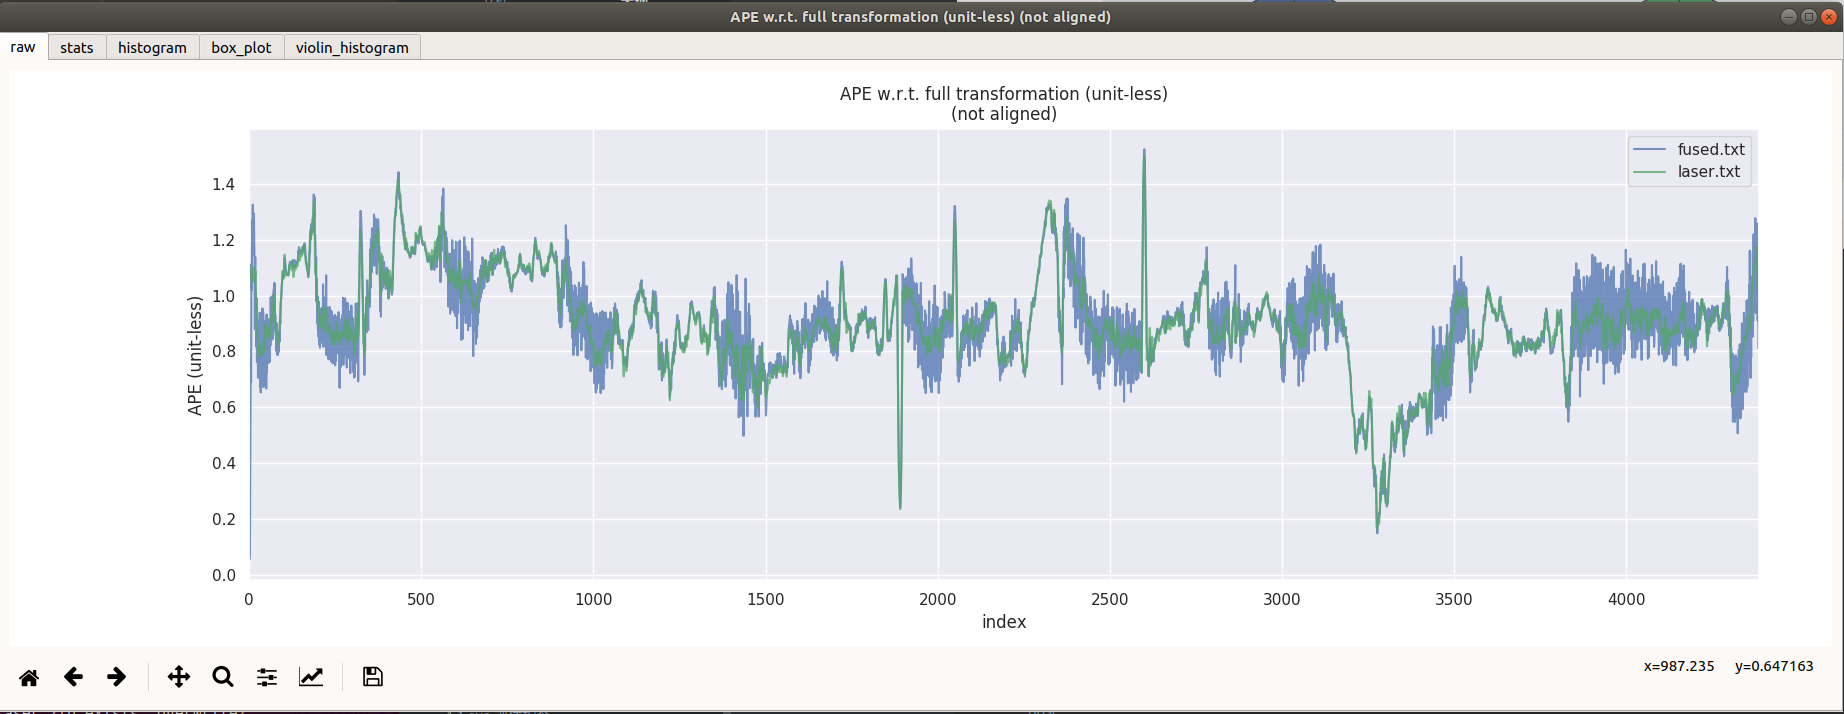 APE w.r.t. full transformation (unit-less) (not aligned)
raw stats histogram box_plot violin_histogram
APE w.r.t. full transformation (unit-less)
(not aligned)
fused.txt
laser.txt
1.4
1.2
1.0
0.8
0.6
0.4
0.2
0.0
APE (unit-less)
0 500 1000 1500 2000 2500 3000 3500 4000
index
x=987.235 y=0.647163